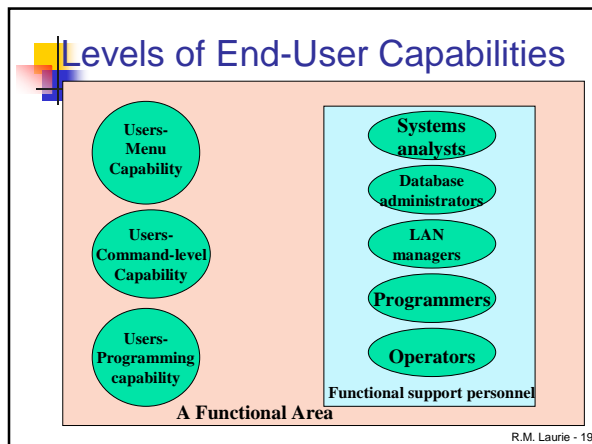 Levels of End-User Capabilities
Users-
Menu
Capability
Users-
Command-level
Capability
Users-
Programming
capability
Systems
analysts
Database
administrators
LAN
managers
Programmers
Operators
Functional support personnel
A Functional Area
R.M. Laurie - 19